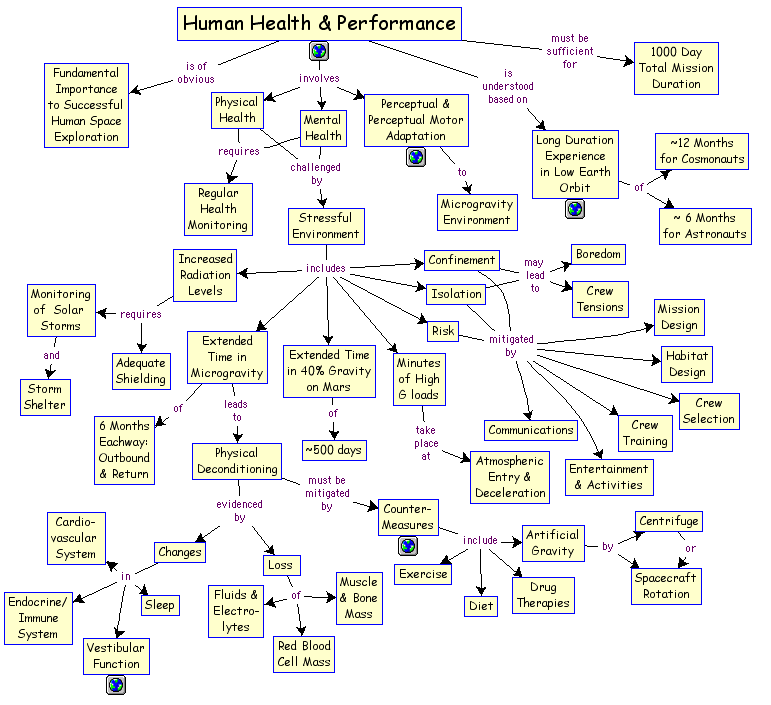 Human Health & Performance
is of
obvious
involves
is
understood
based on
must be
sufficient
for
Fundamental
Importance
to Successful
Human Space
Exploration
Physical
Health
Mental
Health
Perceptual &
Perceptual Motor
Adaptation
1000 Day
Total Mission
Duration
Long Duration
Experience
in Low Earth
Orbit
of
~12 Months
for Cosmonauts
~ 6 Months
for Astronauts
requires
challenged
by
to
Regular
Health
Monitoring
Stressful
Environment
Microgravity
Environment
includes
Increased
Radiation
Levels
Confinement
Isolation
Risk
may
lead
to
Boredom
Crew
Tensions
Monitoring
of Solar
Storms
requires
and
Storm
Shelter
Adequate
Shielding
Extended
Time in
Microgravity
Extended Time
in 40% Gravity
on Mars
Minutes
of High
G loads
mitigated
by
Mission
Design
Habitat
Design
Crew
Selection
Crew
Training
Entertainment
& Activities
Communications
of
6 Months
Eachway:
Outbound
& Return
leads
to
of
~500 days
take
place
at
Atmospheric
Entry &
Deceleration
Physical
Deconditioning
must be
mitigated
by
Counter-
Measures
include
Exercise
Diet
Drug
Therapies
Artificial
Gravity
by
Centrifuge
or
Spacecraft
Rotation
evidenced
by
Changes
in
Cardio-
vascular
System
Endocrine/
Immune
System
Vestibular
Function
Sleep
Loss
of
Fluids &
Electro-
lytes
Muscle
& Bone
Mass
Red Blood
Cell Mass